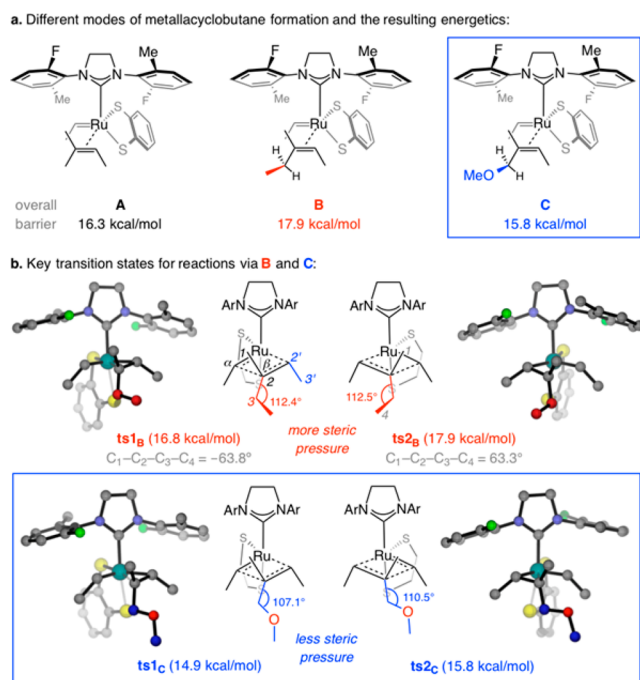 a. Different modes of metallacyclobutane formation and the resulting energetics:
F Me F Me F Me
N N N N N N
Me F Me F Me F
S S S
Ru Ru Ru
S S S
H H
H H
MeO
overall A B C
barrier 16.3 kcal/mol 17.9 kcal/mol 15.8 kcal/mol
b. Key transition states for reactions via B and C:
ArN NAr ArN NAr
S S
Ru Ru
α β 2' 1
2 3'
3 112.4° 112.5° 4
ts1B (16.8 kcal/mol) more steric ts2B (17.9 kcal/mol)
C1–C2–C3–C4 = –63.8° pressure C1–C2–C3–C4 = 63.3°
ArN NAr ArN NAr
S S
Ru Ru
107.1° 110.5°
O O
less steric
ts1C (14.9 kcal/mol) pressure ts2C (15.8 kcal/mol)